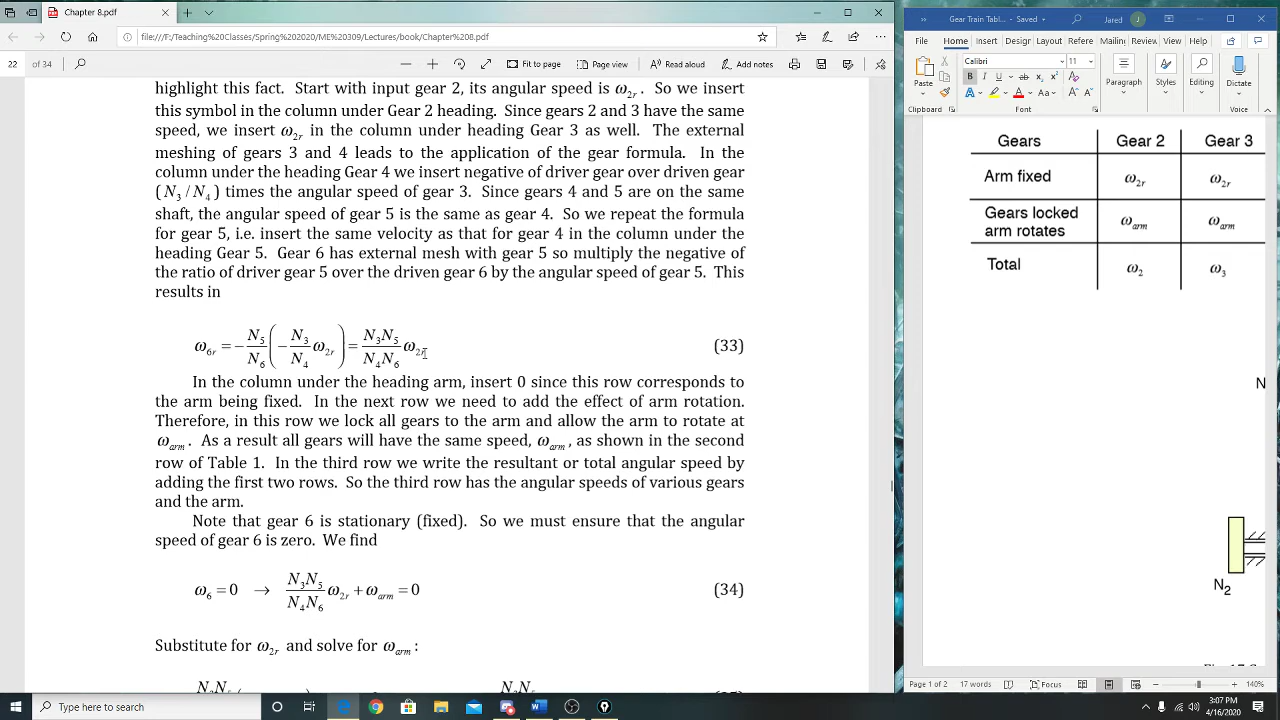 Chapter 8.pdf
file:///F:/Teaching%20Classes/Spring%202020/ME%20309/Lectures/book/Chapter%208.pdf
22 of 34
Fit to page
Page view
Read aloud
Add notes
highlight this fact. Start with input gear 2, its angular speed is ω2r. So we insert
this symbol in the column under Gear 2 heading. Since gears 2 and 3 have the same
speed, we insert ω2r in the column under heading Gear 3 as well. The external
meshing of gears 3 and 4 leads to the application of the gear formula. In the
column under the heading Gear 4 we insert negative of driver gear over driven gear
( N3 / N4 ) times the angular speed of gear 3. Since gears 4 and 5 are on the same
shaft, the angular speed of gear 5 is the same as gear 4. So we repeat the formula
for gear 5, i.e. insert the same velocity as that for gear 4 in the column under the
heading Gear 5. Gear 6 has external mesh with gear 5 so multiply the negative of
the ratio of driver gear 5 over the driven gear 6 by the angular speed of gear 5. This
results in
ω6r = − N5/N6 ( − N3/N4 ω2r ) = N3N5/N4N6 ω2r (33)
In the column under the heading arm, insert 0 since this row corresponds to
the arm being fixed. In the next row we need to add the effect of arm rotation.
Therefore, in this row we lock all gears to the arm and allow the arm to rotate at
ωarm. As a result all gears will have the same speed, ωarm, as shown in the second
row of Table 1. In the third row we write the resultant or total angular speed by
adding the first two rows. So the third row has the angular speeds of various gears
and the arm.
Note that gear 6 is stationary (fixed). So we must ensure that the angular
speed of gear 6 is zero. We find
ω6 = 0 → N3N5/N4N6 ω2r + ωarm = 0 (34)
Substitute for ω2r and solve for ωarm :
Gear Train Tabl... - Saved
Jared J
File Home Insert Design Layout Refere
Calibri 11
Paste
Clipboard
Font
Paragraph
Styles
Styles
Editing
Dictate
Voice
Gears Gear 2 Gear 3
Arm fixed ω2r ω2r
Gears locked
arm rotates ωarm ωarm
Total ω2 ω3
N
N2
Page 1 of 2 17 words Focus 140%
Type here to search
3:07 PM
4/16/2020